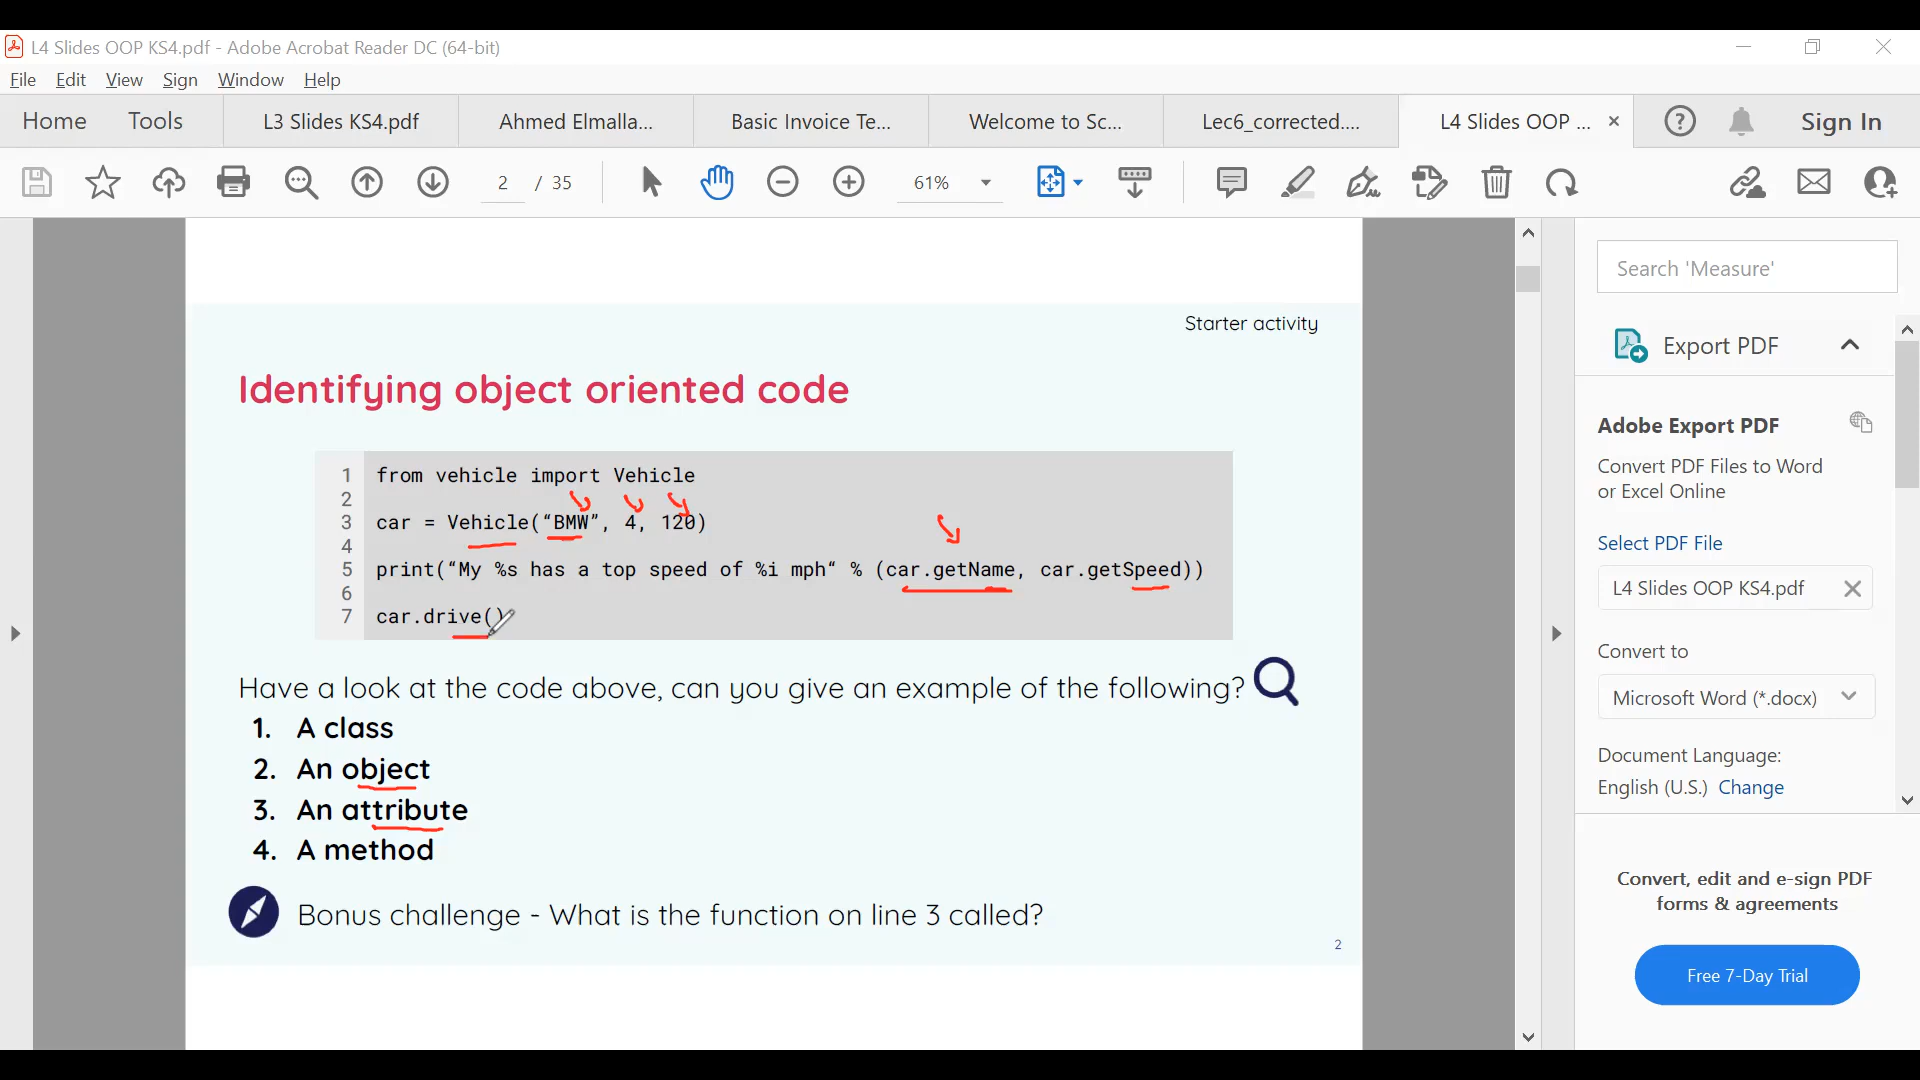 L4 Slides OOP KS4.pdf - Adobe Acrobat Reader DC (64-bit)
File Edit View Sign Window Help
Home Tools L3 Slides KS4.pdf Ahmed Elmalla... Basic Invoice Te... Welcome to Sc... Lec6_corrected.... L4 Slides OOP ... × Sign In
2 / 35 61%
Search 'Measure'
Export PDF
Adobe Export PDF
Convert PDF Files to Word
or Excel Online
Select PDF File
L4 Slides OOP KS4.pdf
Convert to
Microsoft Word (*.docx)
Document Language:
English (U.S.) Change
Convert, edit and e-sign PDF
forms & agreements
Free 7-Day Trial
Starter activity
Identifying object oriented code
1 from vehicle import Vehicle
2
3 car = Vehicle(“BMW”, 4, 120)
4
5 print(“My %s has a top speed of %i mph“ % (car.getName, car.getSpeed))
6
7 car.drive()
Have a look at the code above, can you give an example of the following?
1. A class
2. An object
3. An attribute
4. A method
Bonus challenge - What is the function on line 3 called?
2